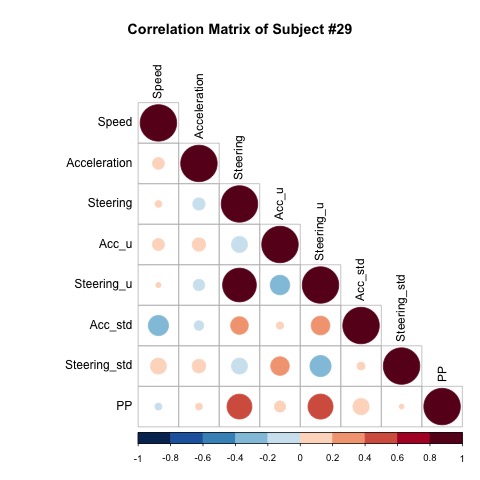 Correlation Matrix of Subject #29
Speed
Acceleration
Steering
Acc_u
Steering_u
Acc_std
Steering_std
PP
Speed
Acceleration
Steering
Acc_u
Steering_u
Acc_std
Steering_std
PP
-1 -0.8 -0.6 -0.4 -0.2 0 0.2 0.4 0.6 0.8 1